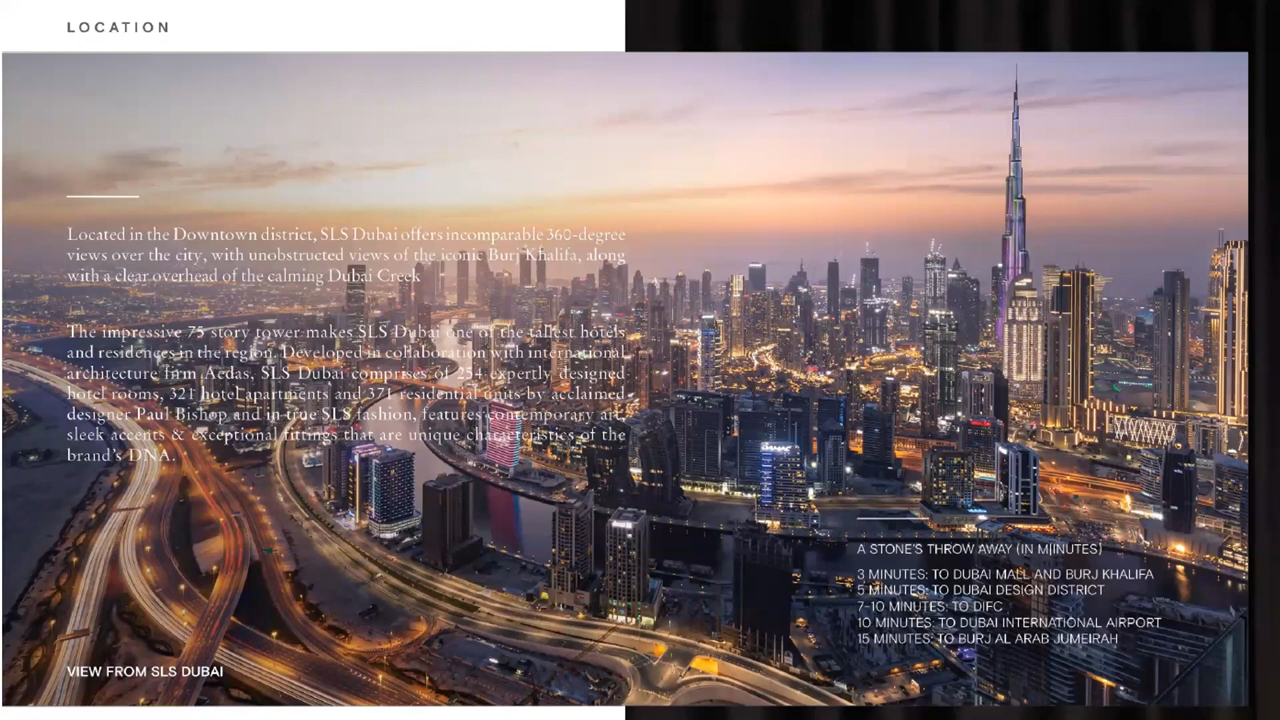 LOCATION
Located in the Downtown district, SLS Dubai offers incomparable 360-degree
views over the city, with unobstructed views of the iconic Burj Khalifa, along
with a clear overhead of the calming Dubai Creek
The impressive 75 story tower makes SLS Dubai one of the tallest hotels
and residences in the region. Developed in collaboration with international
architecture firm Aedas, SLS Dubai comprises of 254 expertly designed
hotel rooms, 321 hotel apartments and 371 residential units by acclaimed
designer Paul Bishop and in true SLS fashion, features contemporary art,
sleek accents & exceptional fittings that are unique characteristics of the
brand's DNA.
A STONE'S THROW AWAY (IN MIINUTES)
3 MINUTES: TO DUBAI MALL AND BURJ KHALIFA
5 MINUTES: TO DUBAI DESIGN DISTRICT
7-10 MINUTES: TO DIFC
10 MINUTES: TO DUBAI INTERNATIONAL AIRPORT
15 MINUTES: TO BURJ AL ARAB JUMEIRAH
VIEW FROM SLS DUBAI